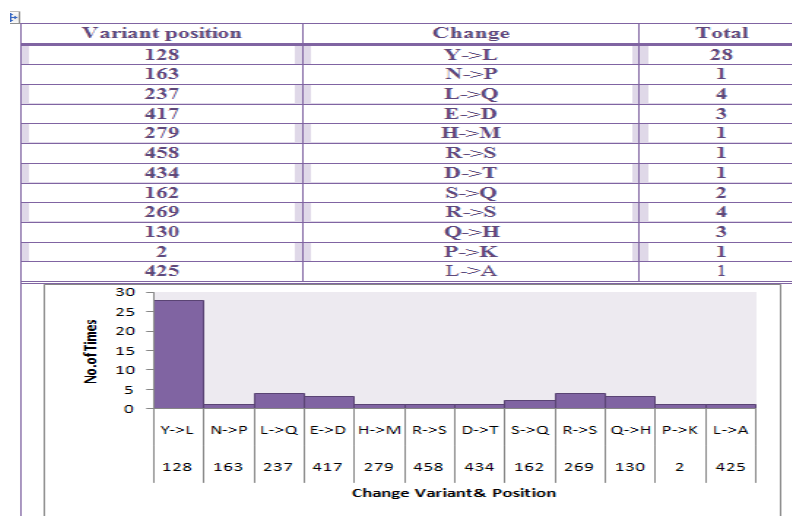 Variant position Change Total
128 Y->L 28
163 N->P 1
237 L->Q 4
417 E->D 3
279 H->M 1
458 R->S 1
434 D->T 1
162 S->Q 2
269 R->S 4
130 Q->H 3
2 P->K 1
425 L->A 1
30
25
20
15
10
5
0
No.of Times
Y->L N->P L->Q E->D H->M R->S D->T S->Q R->S Q->H P->K L->A
128 163 237 417 279 458 434 162 269 130 2 425
Change Variant& Position